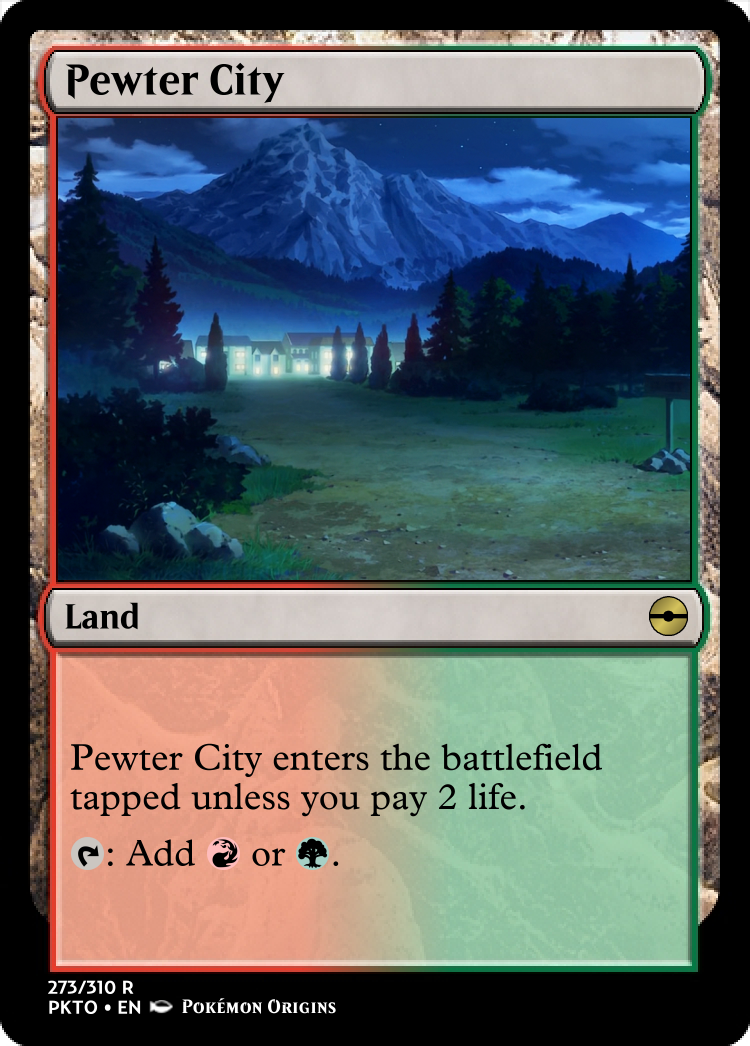 Pewter City
Land
Pewter City enters the battlefield
tapped unless you pay 2 life.
: Add or .
273/310 R
PKTO • EN Pokémon Origins